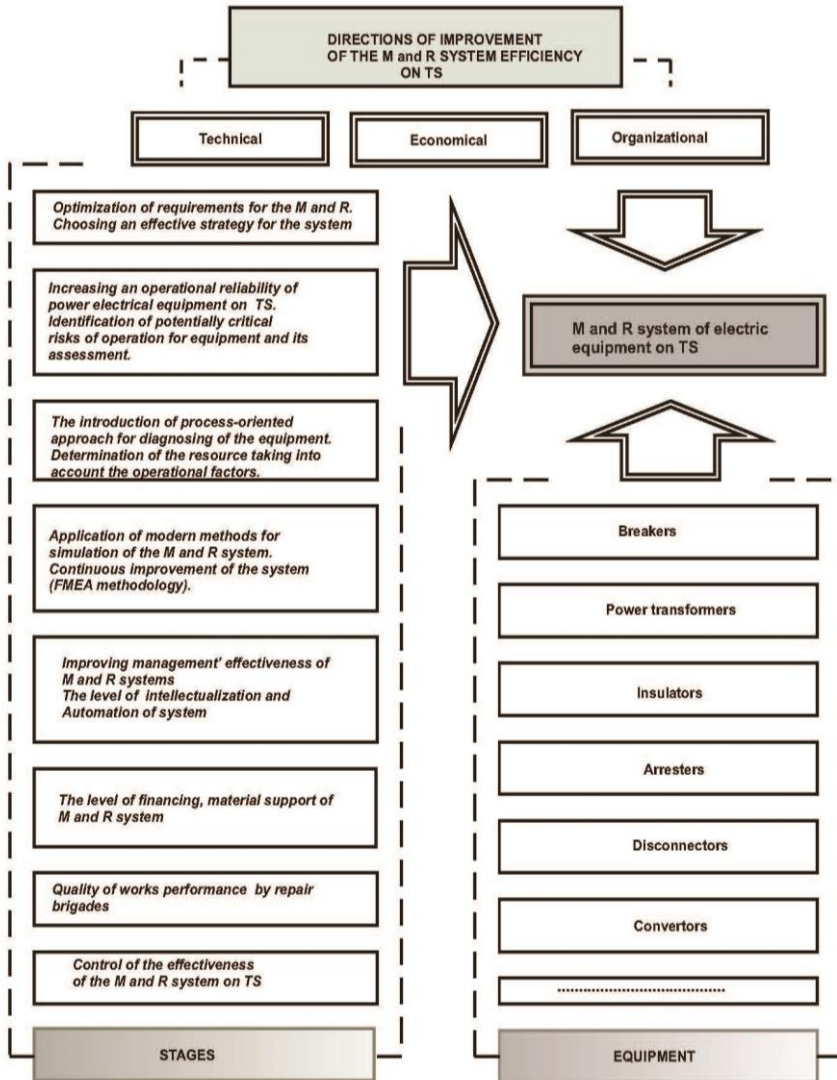 DIRECTIONS OF IMPROVEMENT
OF THE M and R SYSTEM EFFICIENCY
ON TS
Technical
Economical
Organizational
Optimization of requirements for the M and R.
Choosing an effective strategy for the system
Increasing an operational reliability of
power electrical equipment on TS.
Identification of potentially critical
risks of operation for equipment and its
assessment.
The introduction of process-oriented
approach for diagnosing of the equipment.
Determination of the resource taking into
account the operational factors.
Application of modern methods for
simulation of the M and R system.
Continuous improvement of the system
(FMEA methodology).
Improving management' effectiveness of
M and R systems
The level of intellectualization and
Automation of system
The level of financing, material support of
M and R system
Quality of works performance by repair
brigades
Control of the effectiveness
of the M and R system on TS
STAGES
M and R system of electric
equipment on TS
Breakers
Power transformers
Insulators
Arresters
Disconnectors
Convertors
.......................................
EQUIPMENT